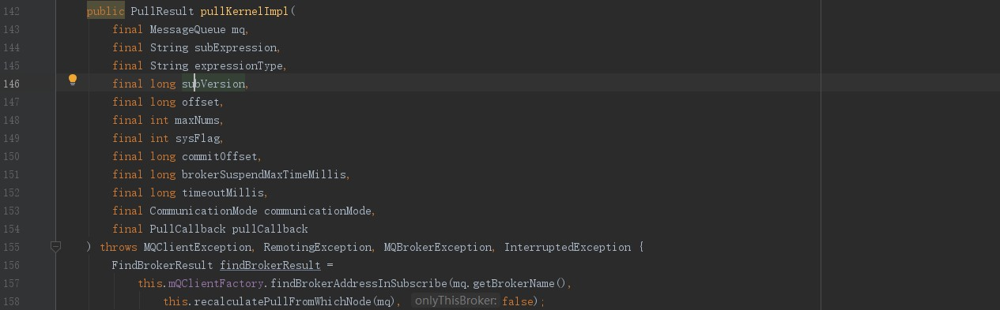 142 public PullResult pullKernelImpl(
143 final MessageQueue mq,
144 final String subExpression,
145 final String expressionType,
146 final long subVersion,
147 final long offset,
148 final int maxNums,
149 final int sysFlag,
150 final long commitOffset,
151 final long brokerSuspendMaxTimeMillis,
152 final long timeoutMillis,
153 final CommunicationMode communicationMode,
154 final PullCallback pullCallback
155 ) throws MQClientException, RemotingException, MQBrokerException, InterruptedException {
156 FindBrokerResult findBrokerResult =
157 this.mQClientFactory.findBrokerAddressInSubscribe(mq.getBrokerName(),
158 this.recalculatePullFromWhichNode(mq), onlyThisBroker: false);